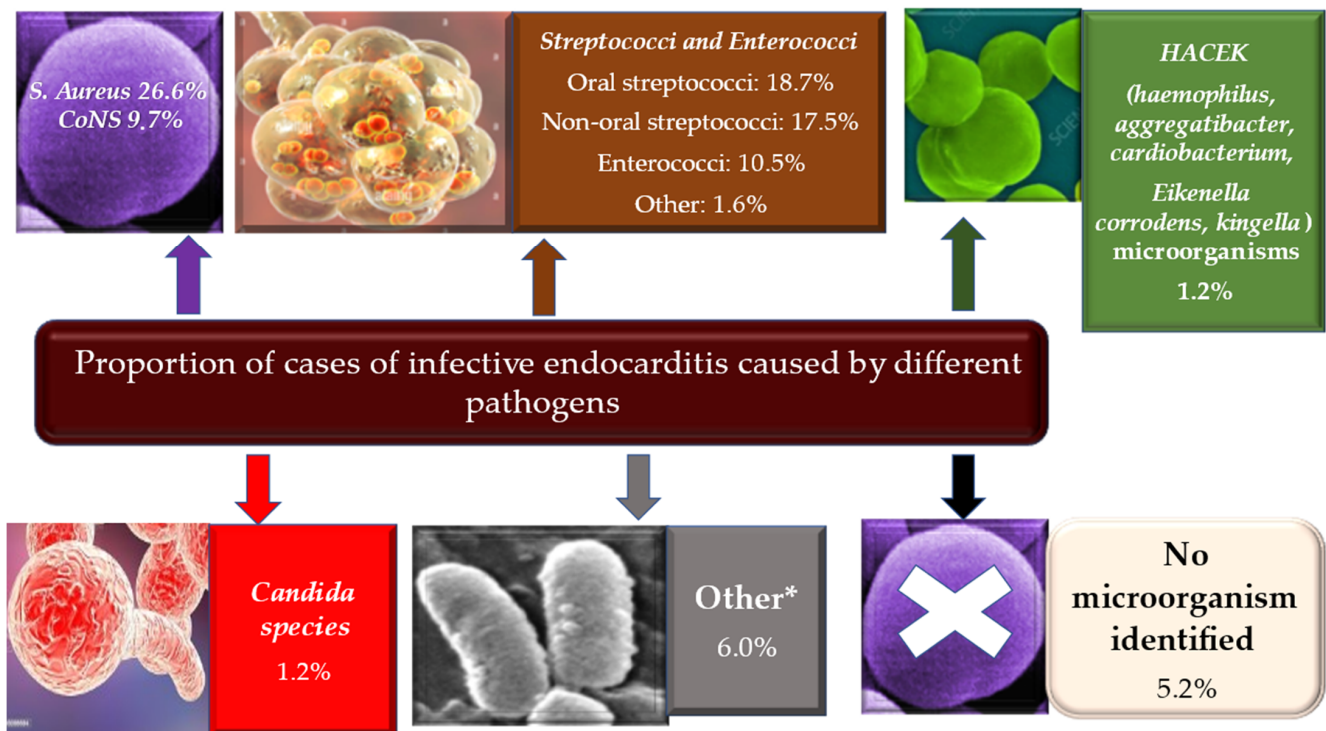 S. Aureus 26.6%
CoNS 9.7%
Streptococci and Enterococci
Oral streptococci: 18.7%
Non-oral streptococci: 17.5%
Enterococci: 10.5%
Other: 1.6%
HACEK
(haemophilus,
aggregatibacter,
cardiobacterium,
Eikenella
corrodens, kingella )
microorganisms
1.2%
Proportion of cases of infective endocarditis caused by different
pathogens
Candida
species
1.2%
Other*
6.0%
No
microorganism
identified
5.2%